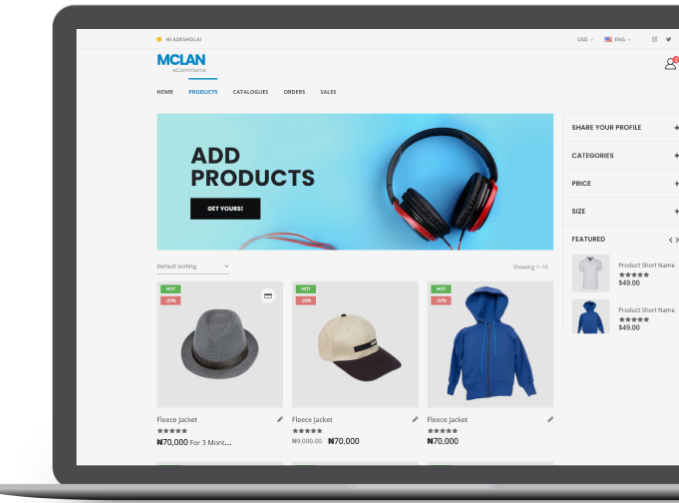 HI ADESHOLA!
USD
ENG
MCLAN
eCommerce
2
HOME PRODUCTS CATALOGUES ORDERS SALES
ADD
PRODUCTS
GET YOURS!
SHARE YOUR PROFILE +
CATEGORIES +
PRICE +
SIZE +
FEATURED
Product Short Name
$49.00
Product Short Name
$49.00
Default sorting
Showing 1-10
HOT
-20%
Fleece Jacket
₦70,000 For 3 Mont...
HOT
-20%
Fleece Jacket
₦9,000.00 ₦70,000
HOT
-20%
Fleece Jacket
₦70,000